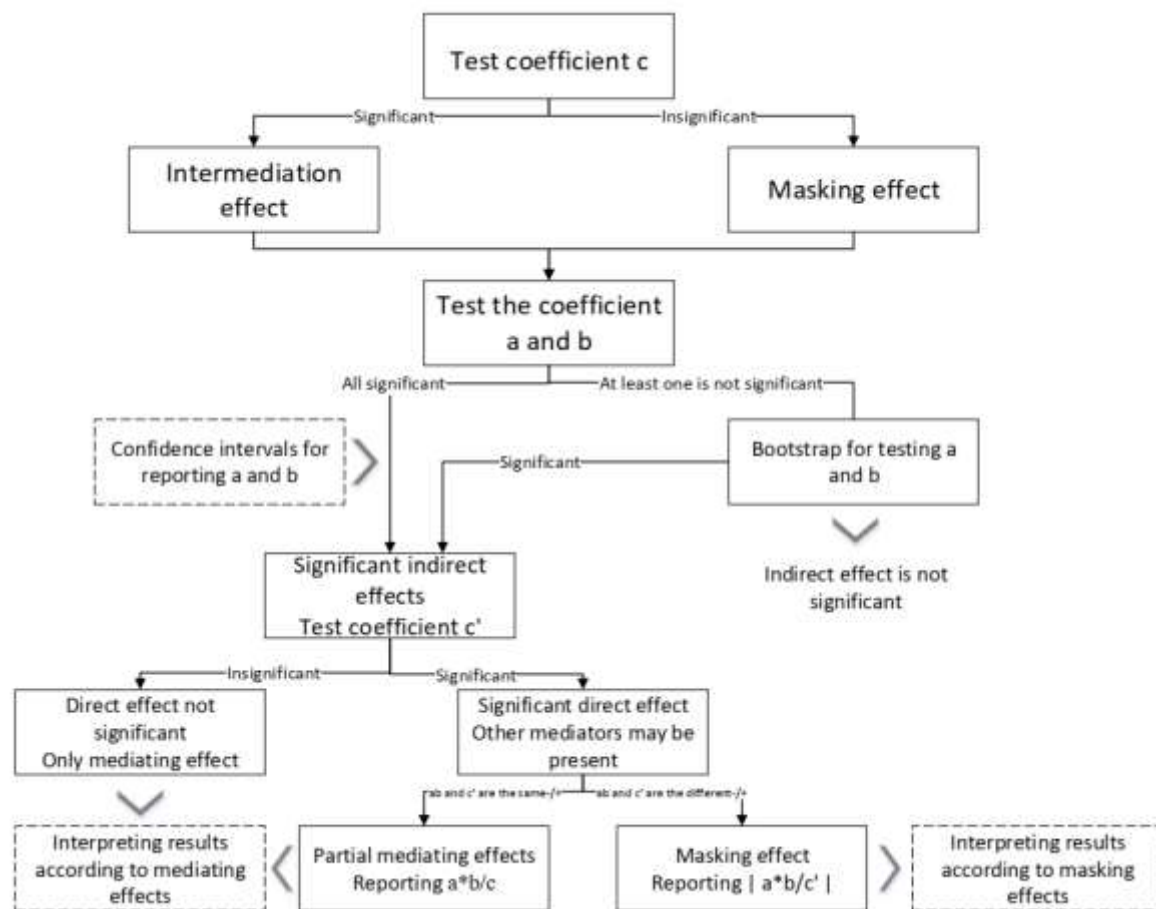 Test coefficient c
Significant
Insignificant
Intermediation
effect
Masking effect
Test the coefficient
a and b
All significant
At least one is not significant
Confidence intervals for
reporting a and b
Significant
Bootstrap for testing a
and b
Significant indirect
effects
Test coefficient c'
Indirect effect is not
significant
Insignificant
Significant
Direct effect not
significant
Only mediating effect
Significant direct effect
Other mediators may be
present
ab and c' are the same-/+
ab and c' are the different-/+
Interpreting results
according to mediating
effects
Partial mediating effects
Reporting a*b/c
Masking effect
Reporting | a*b/c' |
Interpreting results
according to masking
effects